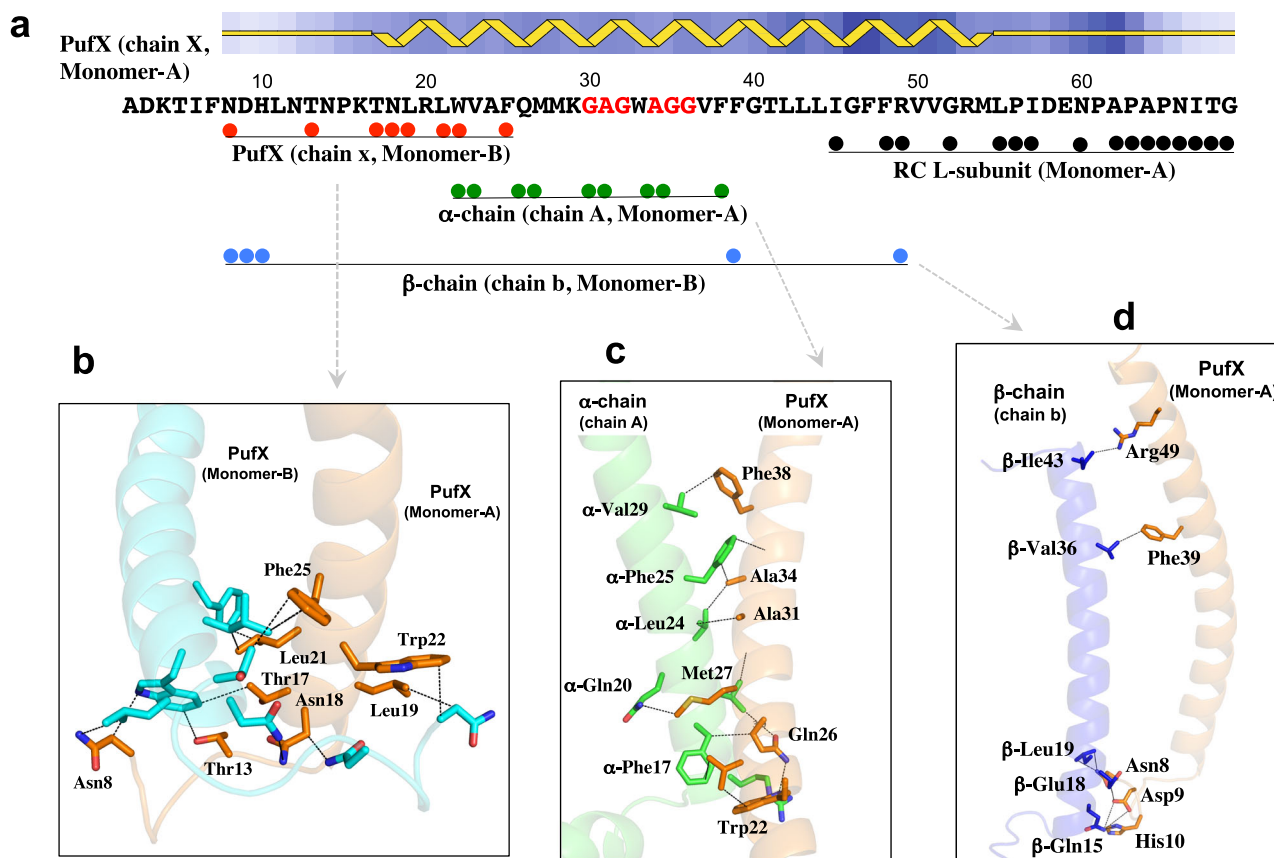 a
PufX (chain X,
Monomer-A)
10 20 30 40 50 60
ADKTIFNDHLNTNPKTNLRLWVAFQMMKGAGWAGGVFFGTLLLIGFFRVVGRMLPIDENPAPAPNITG
PufX (chain x, Monomer-B)
RC L-subunit (Monomer-A)
α-chain (chain A, Monomer-A)
β-chain (chain b, Monomer-B)
b
PufX
(Monomer-B)
PufX
(Monomer-A)
Phe25
Leu21
Trp22
Thr17
Asn18
Leu19
Asn8
Thr13
c
α-chain
(chain A)
PufX
(Monomer-A)
Phe38
α-Val29
α-Phe25
Ala34
α-Leu24
Ala31
Met27
α-Gln20
Gln26
α-Phe17
Trp22
d
β-chain
(chain b)
PufX
(Monomer-A)
β-Ile43
Arg49
β-Val36
Phe39
β-Leu19
Asn8
β-Glu18
Asp9
β-Gln15
His10